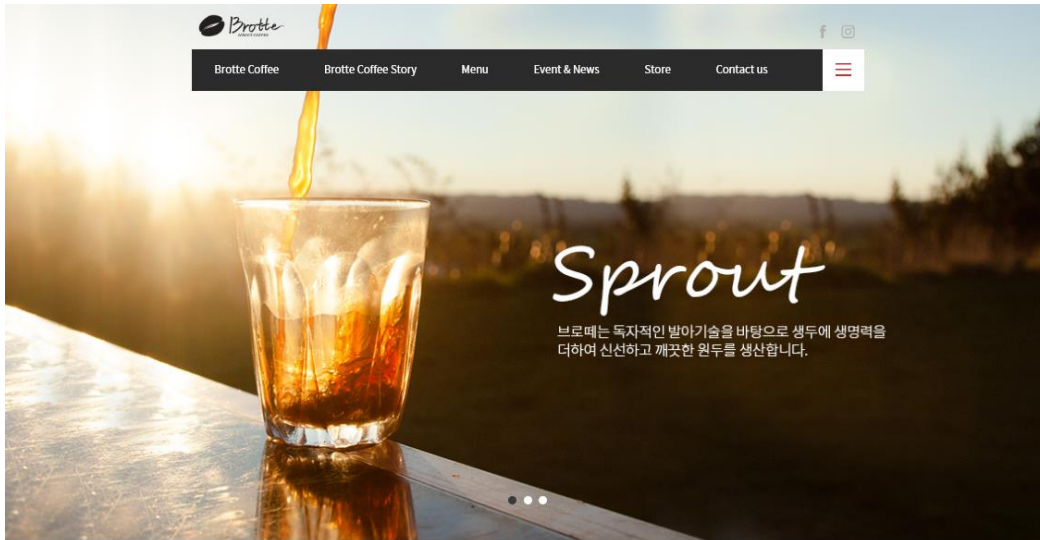 Brotte
SPROUT COFFEE
Brotte Coffee Brotte Coffee Story Menu Event & News Store Contact us
Sprout
브로떼는 독자적인 발아기술을 바탕으로 생두에 생명력을
더하여 신선하고 깨끗한 원두를 생산합니다.